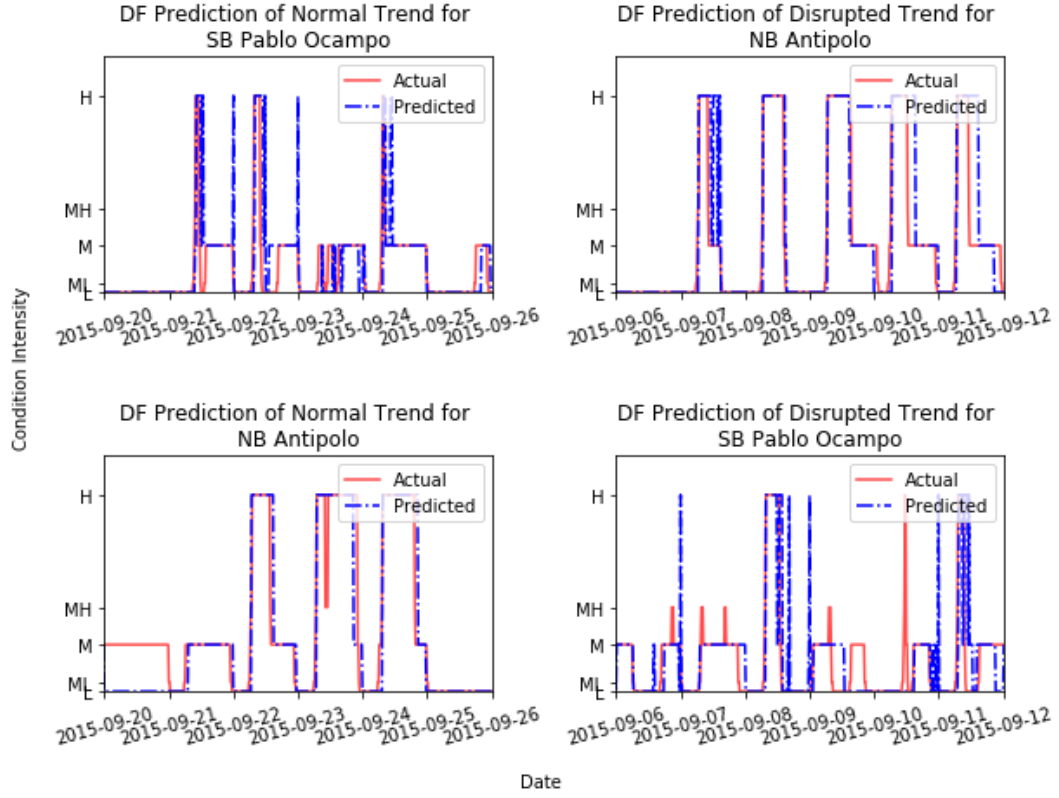 DF Prediction of Normal Trend for
SB Pablo Ocampo
Actual
Predicted
H
MH
M
ML
L
2015-09-20
2015-09-21
2015-09-22
2015-09-23
2015-09-24
2015-09-25
2015-09-26
DF Prediction of Disrupted Trend for
NB Antipolo
Actual
Predicted
H
MH
M
ML
L
2015-09-06
2015-09-07
2015-09-08
2015-09-09
2015-09-10
2015-09-11
2015-09-12
Condition Intensity
DF Prediction of Normal Trend for
NB Antipolo
Actual
Predicted
H
MH
M
ML
L
2015-09-20
2015-09-21
2015-09-22
2015-09-23
2015-09-24
2015-09-25
2015-09-26
DF Prediction of Disrupted Trend for
SB Pablo Ocampo
Actual
Predicted
H
MH
M
ML
L
2015-09-06
2015-09-07
2015-09-08
2015-09-09
2015-09-10
2015-09-11
2015-09-12
Date